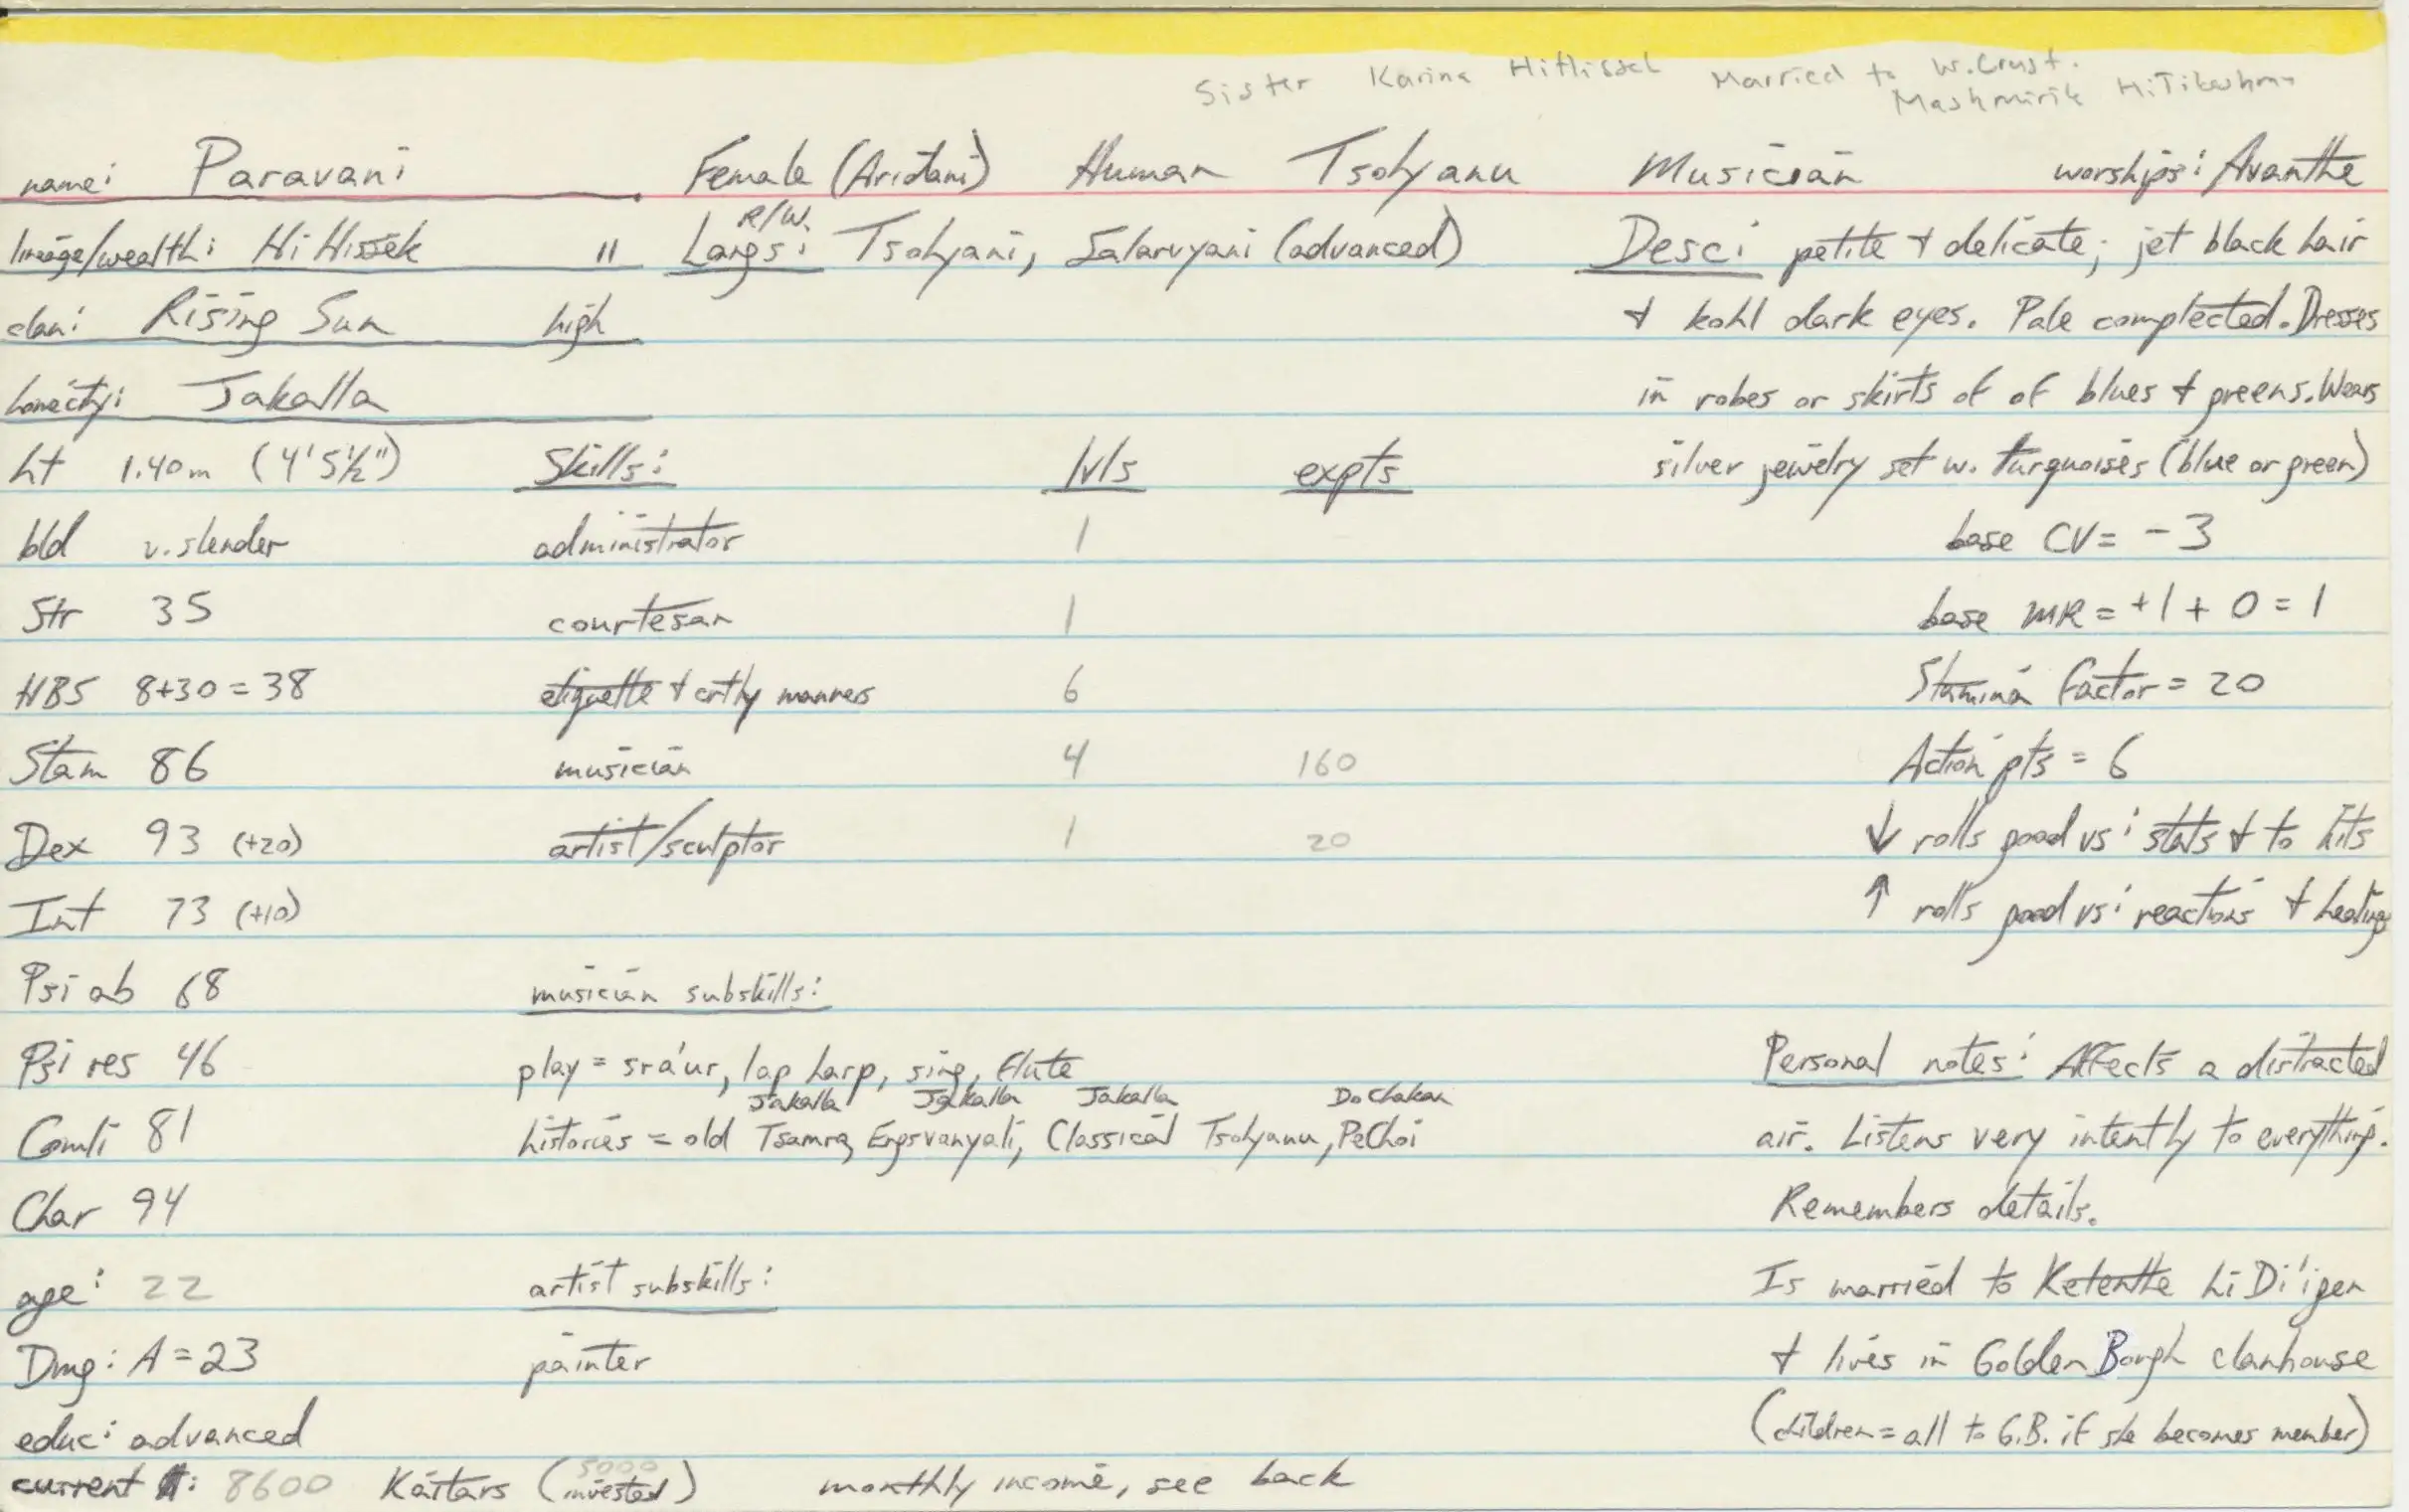 Sister Karina HiHissel Married to W.Crust.
Mashmirik HiTikeshmu
name: Paravani Female (Aridani) Human Tsolyanu Musician worships: Avanthe
lineage/wealth: Hi Hissek 11 Langs: R/W. Tsolyani, Salarvyani (advanced) Desc: petite + delicate; jet black hair
clan: Rising Sun high + kohl dark eyes. Pale complected. Dresses
homecity: Jakalla in robes or skirts of of blues + greens. Wears
ht 1.40m (4'5½") Skills: lvls expts silver jewelry set w. turquoises (blue or green)
bld v. slender administrator 1 base CV = -3
Str 35 courtesan 1 base MR = +1 + 0 = 1
HBS 8+30=38 etiquette + crtly manners 6 Stamina factor = 20
Stam 86 musician 4 160 Action pts = 6
Dex 93 (+20) artist/sculptor 1 20 ↓ rolls good vs: stats + to hits
Int 73 (+10) ↑ rolls good vs: reactions + healings
Psi ab 68 musician subskills:
Psi res 46 play = sra'ur, lap harp, sing, flute Personal notes: Affects a distracted
Jakalla Jakalla Jakalla Do Chakan
Comli 81 histories = old Tsamra, Engsvanyali, Classical Tsolyanu, PeChoi air. Listens very intently to everything.
Char 94 Remembers details.
age: 22 artist subskills: Is married to Ketenthe hi Di'igen
Dmg: A=23 painter + lives in Golden Bough clanhouse
educ: advanced (children = all to G.B. if she becomes member)
current #: 8600 Kaitars (5000 invested) monthly income, see back